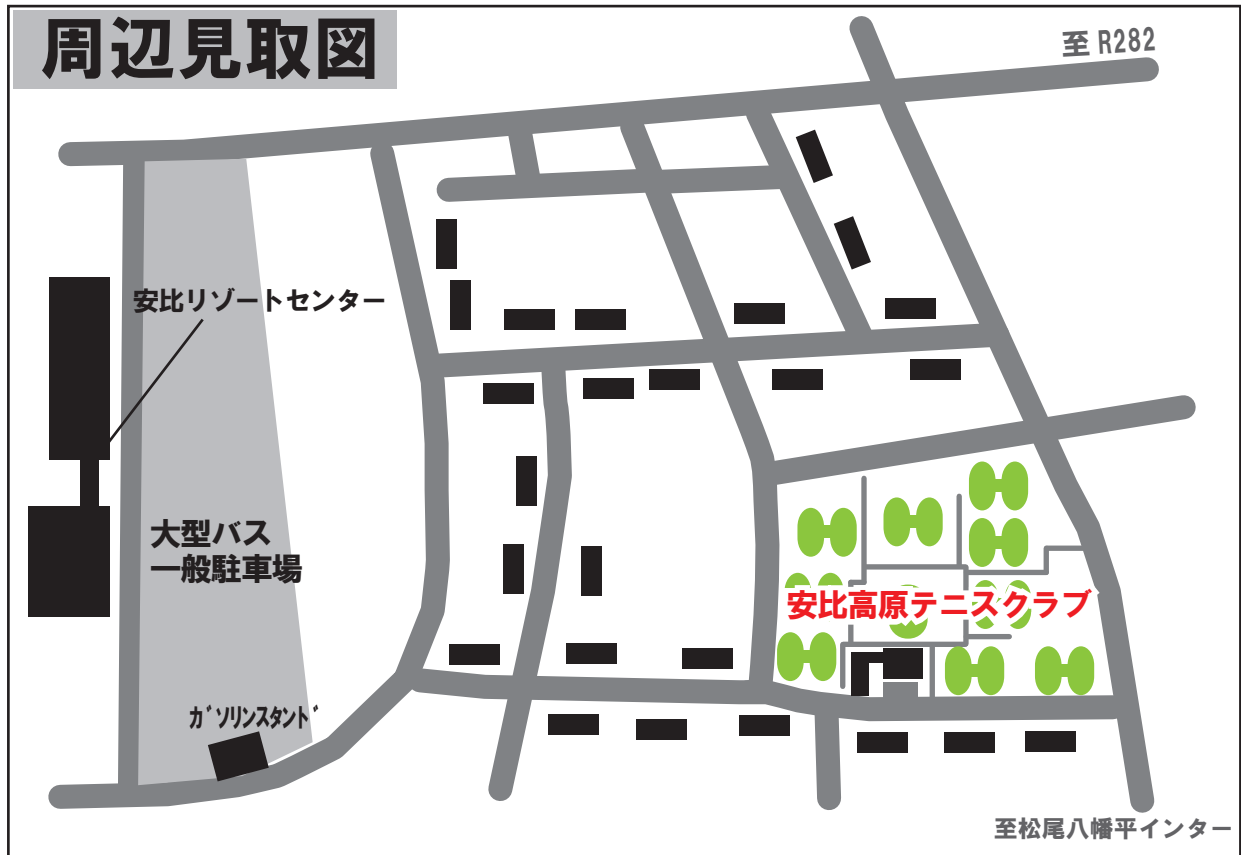 周辺見取図
至 R282
安比リゾートセンター
大型バス
一般駐車場
安比高原テニスクラブ
ガソリンスタンド
至松尾八幡平インター